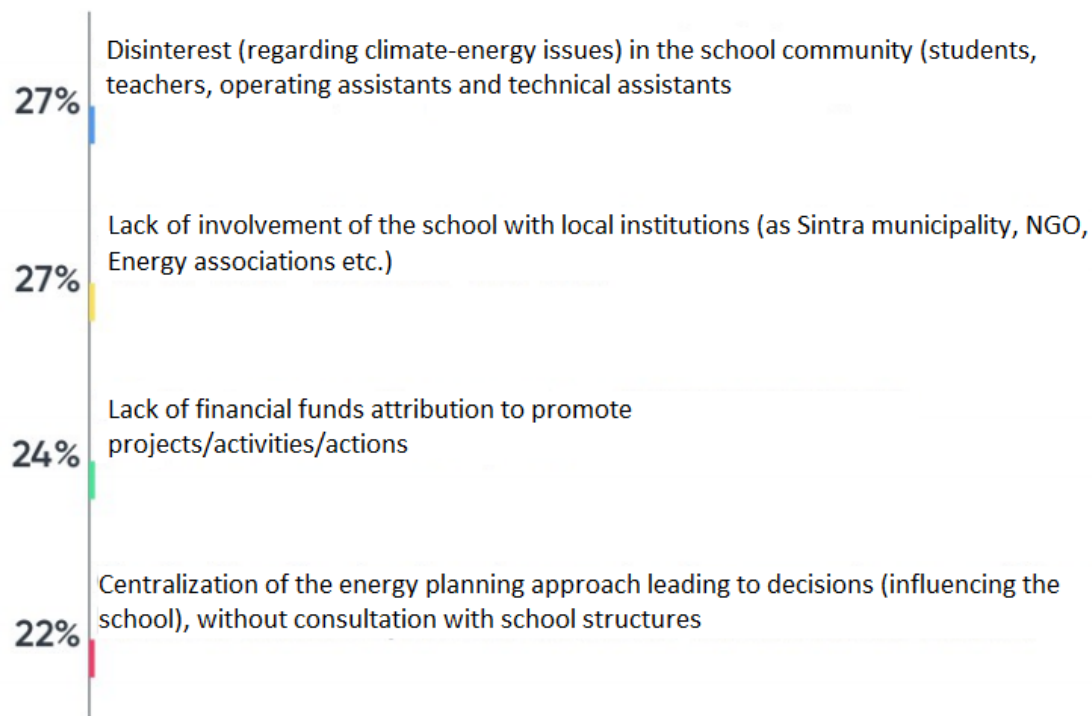 Disinterest (regarding climate-energy issues) in the school community (students,
teachers, operating assistants and technical assistants
27%
Lack of involvement of the school with local institutions (as Sintra municipality, NGO,
Energy associations etc.)
27%
Lack of financial funds attribution to promote
projects/activities/actions
24%
Centralization of the energy planning approach leading to decisions (influencing the
school), without consultation with school structures
22%